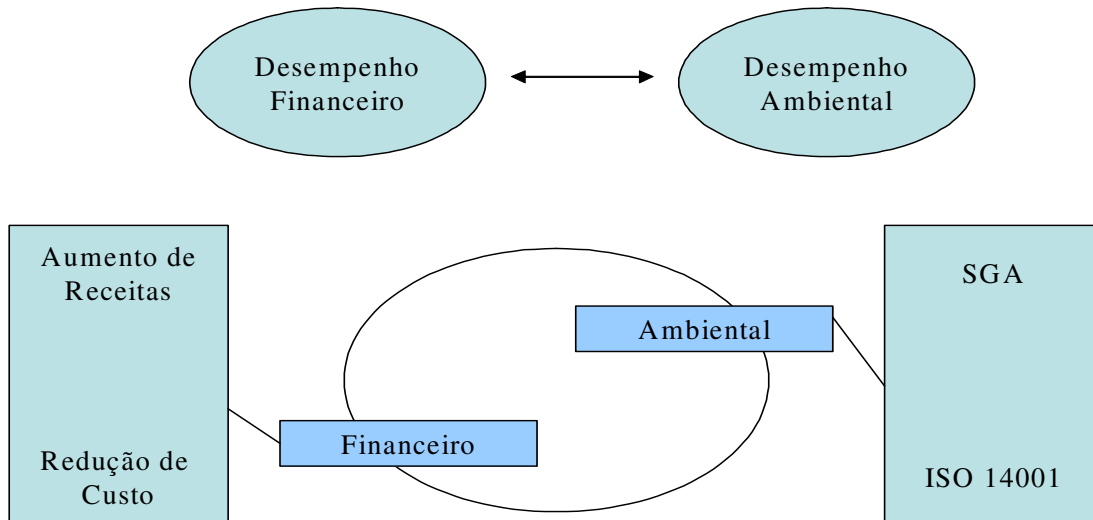 Desempenho
Financeiro
Desempenho
Ambiental
Aumento de
Receitas
Redução de
Custo
Financeiro
Ambiental
SGA
ISO 14001